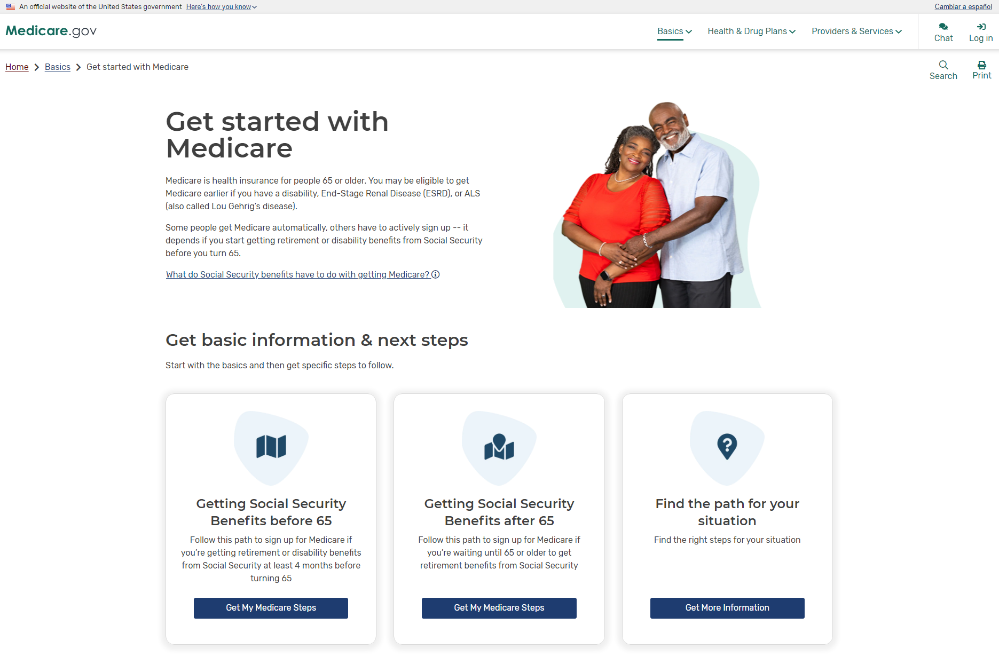 An official website of the United States government Here's how you know
Cambiar a español
Medicare.gov
Basics
Health & Drug Plans
Providers & Services
Chat
Log in
Home
Basics
Get started with Medicare
Search
Print
Get started with
Medicare
Medicare is health insurance for people 65 or older. You may be eligible to get
Medicare earlier if you have a disability, End-Stage Renal Disease (ESRD), or ALS
(also called Lou Gehrig’s disease).
Some people get Medicare automatically, others have to actively sign up -- it
depends if you start getting retirement or disability benefits from Social Security
before you turn 65.
What do Social Security benefits have to do with getting Medicare?
Get basic information & next steps
Start with the basics and then get specific steps to follow.
Getting Social Security
Benefits before 65
Follow this path to sign up for Medicare if
you’re getting retirement or disability benefits
from Social Security at least 4 months before
turning 65
Get My Medicare Steps
Getting Social Security
Benefits after 65
Follow this path to sign up for Medicare if
you’re waiting until 65 or older to get
retirement benefits from Social Security
Get My Medicare Steps
Find the path for your
situation
Find the right steps for your situation
Get More Information